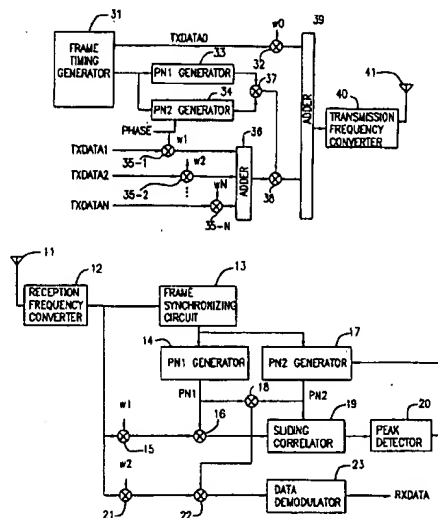 31
FRAME
TIMING
GENERATOR
TXDATA0
w0
32
39
33
PN1 GENERATOR
34
PN2 GENERATOR
37
PHASE
w1
TXDATA1
35-1
w2
TXDATA2
35-2
wN
TXDATAN
35-N
36
ADDER
38
ADDER
40
TRANSMISSION
FREQUENCY
CONVERTER
41
11
12
RECEPTION
FREQUENCY
CONVERTER
13
FRAME
SYNCHRONIZING
CIRCUIT
14
PN1 GENERATOR
17
PN2 GENERATOR
PN1
18
PN2
w1
15
16
19
SLIDING
CORRELATOR
20
PEAK
DETECTOR
w2
21
22
23
DATA
DEMODULATOR
RXDATA